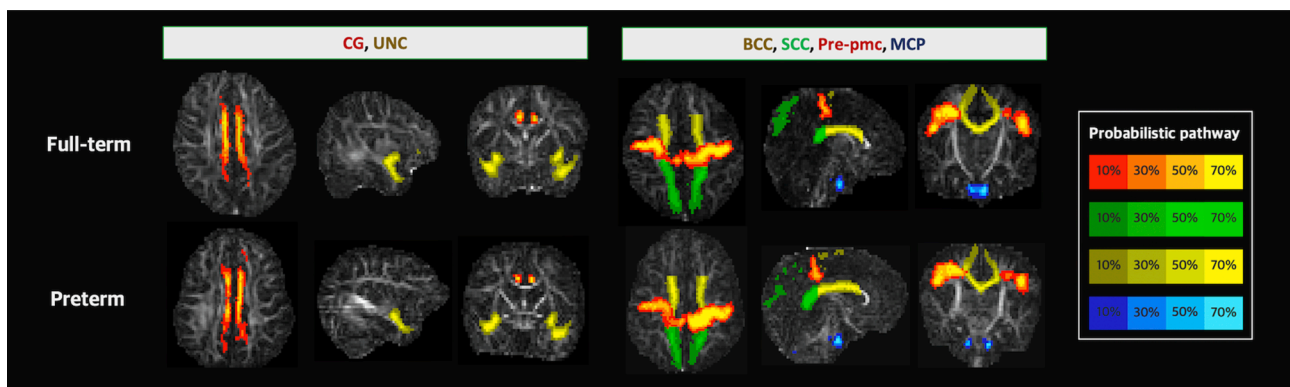 CG, UNC
BCC, SCC, Pre-pmc, MCP
Full-term
Preterm
Probabilistic pathway
10% 30% 50% 70%
10% 30% 50% 70%
10% 30% 50% 70%
10% 30% 50% 70%